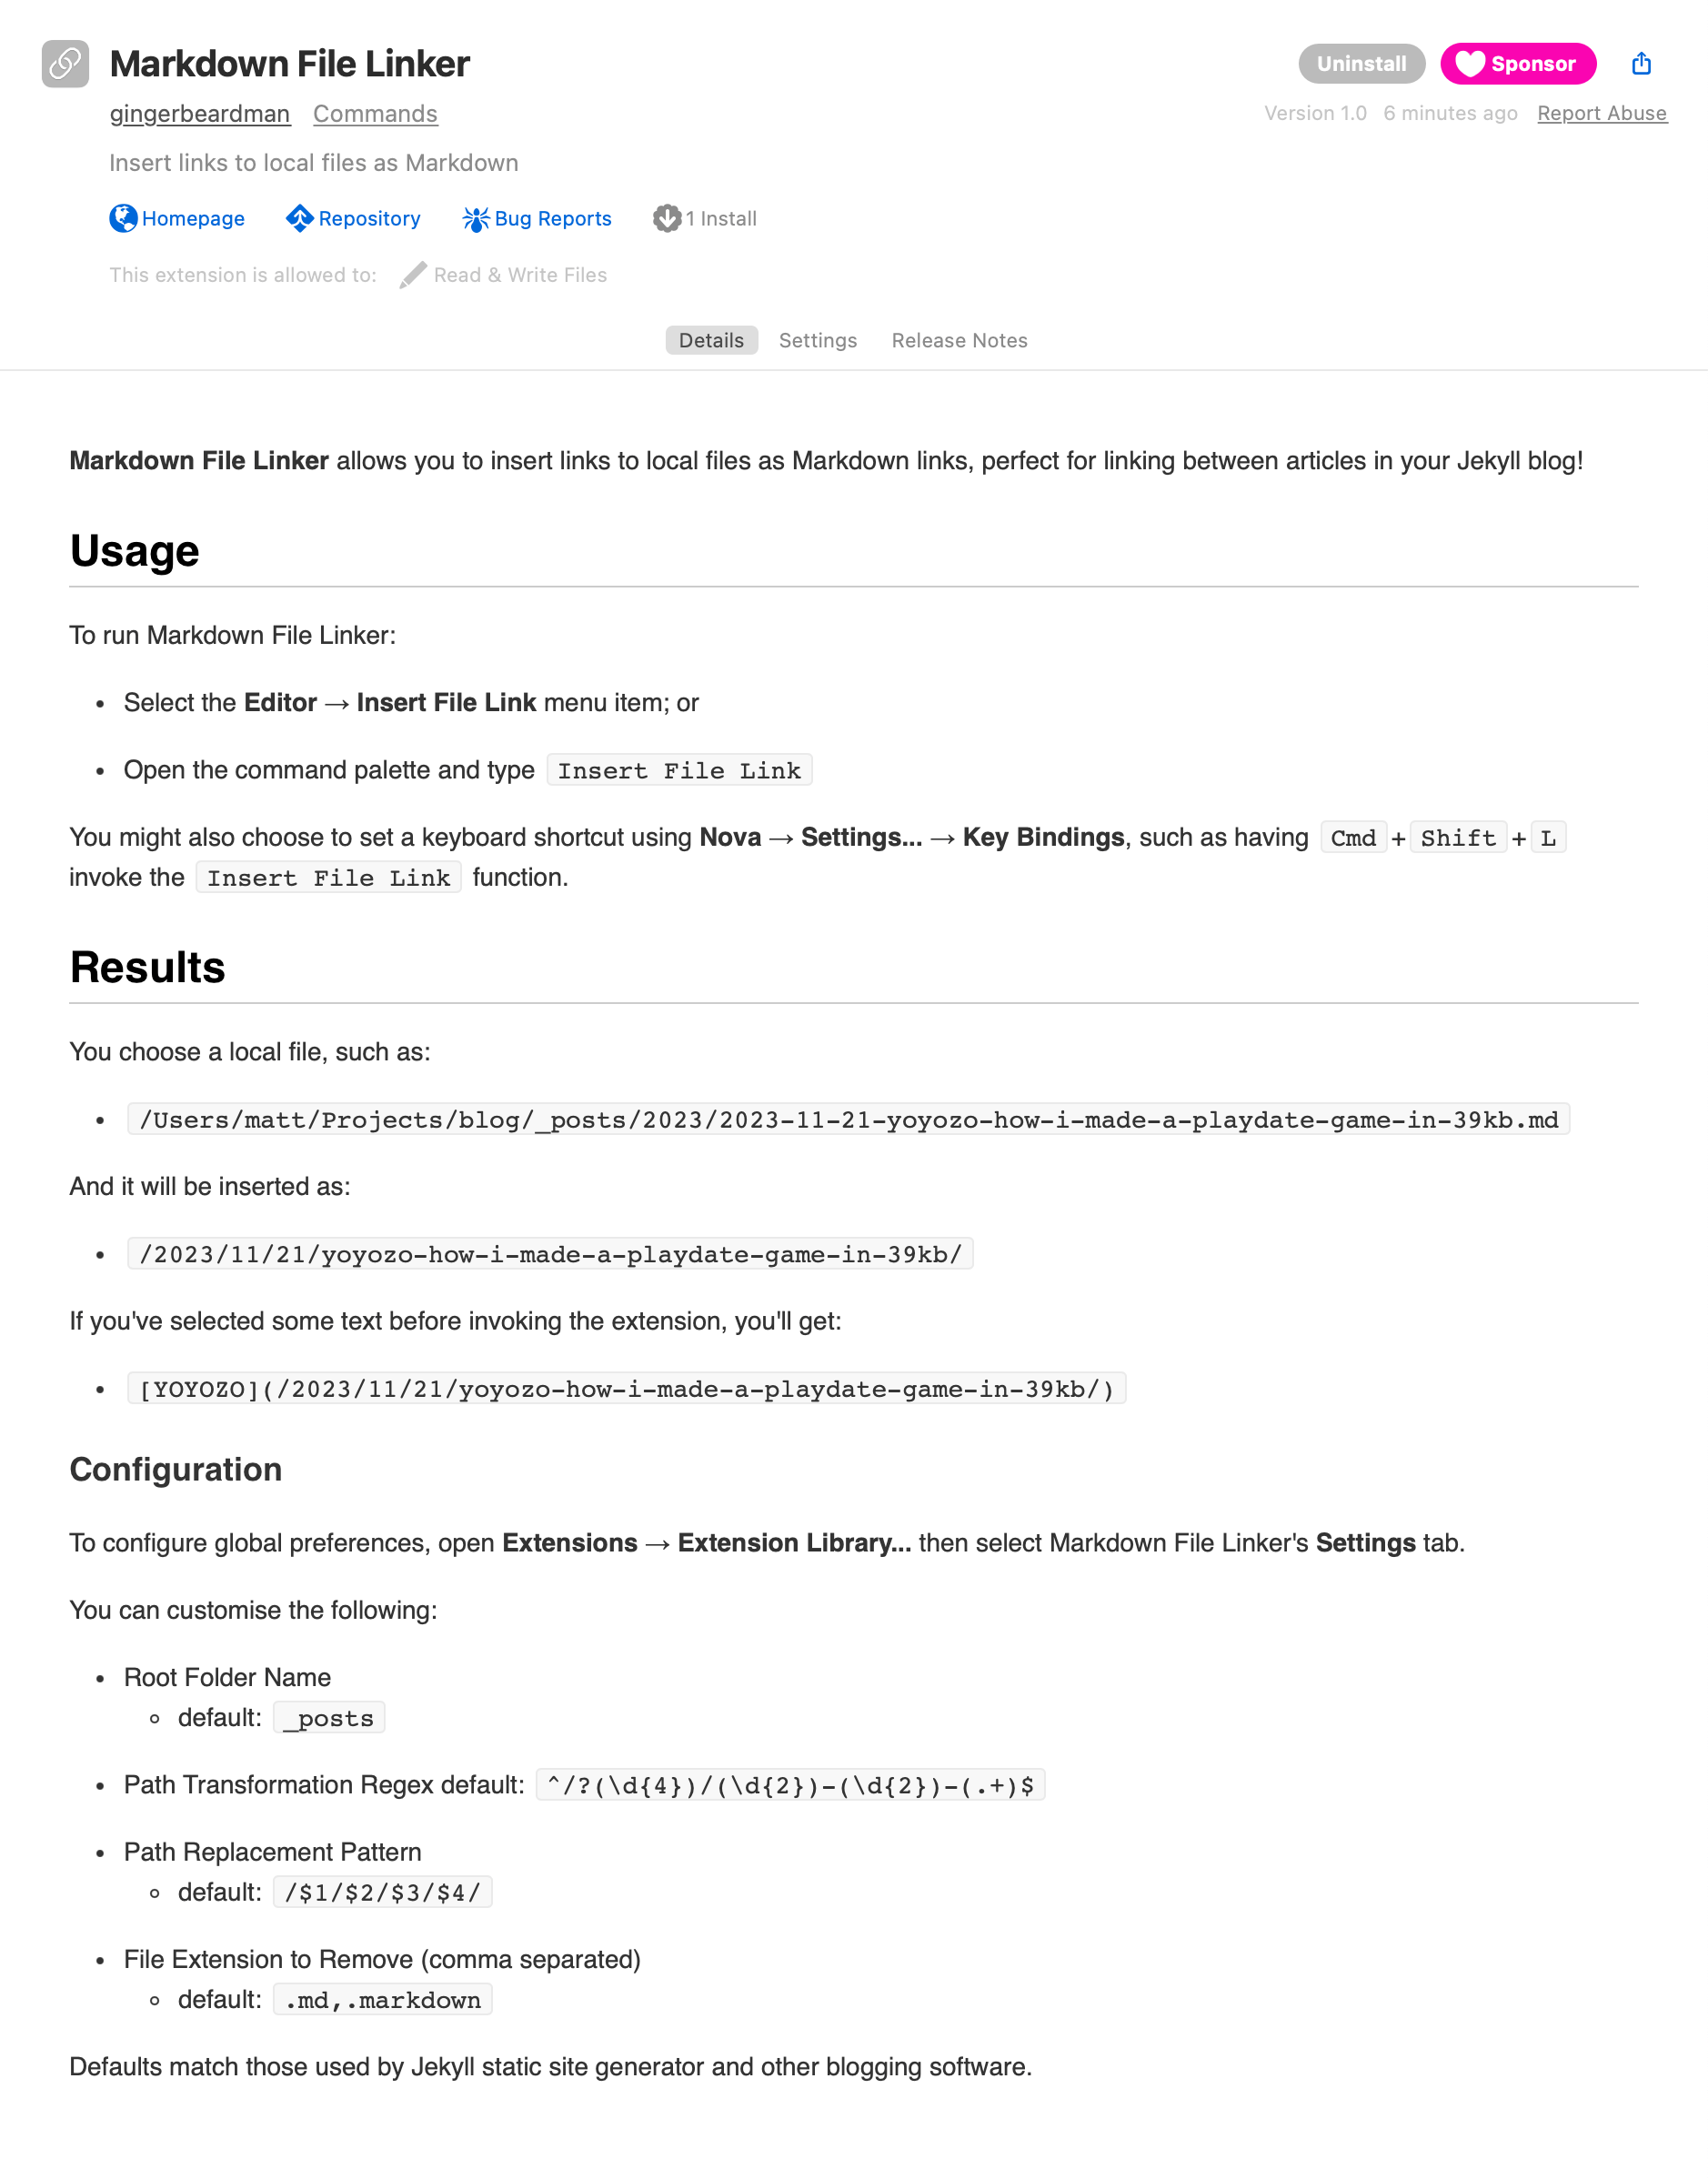 Markdown File Linker
Uninstall
Sponsor
gingerbeardman Commands
Version 1.0 6 minutes ago Report Abuse
Insert links to local files as Markdown
Homepage Repository Bug Reports 1 Install
This extension is allowed to: Read & Write Files
Details Settings Release Notes
Markdown File Linker allows you to insert links to local files as Markdown links, perfect for linking between articles in your Jekyll blog!
Usage
To run Markdown File Linker:
• Select the Editor → Insert File Link menu item; or
• Open the command palette and type Insert File Link
You might also choose to set a keyboard shortcut using Nova → Settings... → Key Bindings, such as having Cmd + Shift + L
invoke the Insert File Link function.
Results
You choose a local file, such as:
• /Users/matt/Projects/blog/_posts/2023/2023-11-21-yoyozo-how-i-made-a-playdate-game-in-39kb.md
And it will be inserted as:
• /2023/11/21/yoyozo-how-i-made-a-playdate-game-in-39kb/
If you've selected some text before invoking the extension, you'll get:
• [YOYOZO](/2023/11/21/yoyozo-how-i-made-a-playdate-game-in-39kb/)
Configuration
To configure global preferences, open Extensions → Extension Library... then select Markdown File Linker's Settings tab.
You can customise the following:
• Root Folder Name
◦ default: _posts
• Path Transformation Regex default: ^/?(\d{4})/(\d{2})-(\d{2})-(.+)$
• Path Replacement Pattern
◦ default: /$1/$2/$3/$4/
• File Extension to Remove (comma separated)
◦ default: .md,.markdown
Defaults match those used by Jekyll static site generator and other blogging software.